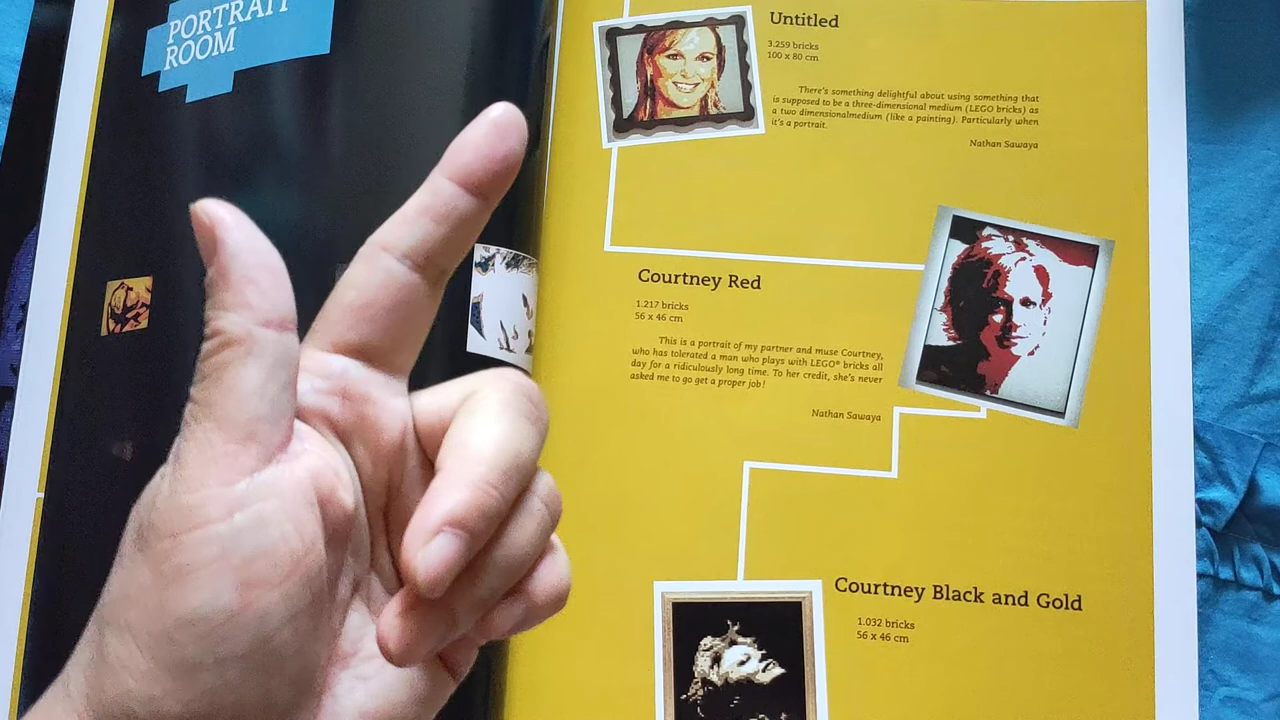 PORTRAIT
ROOM
Untitled
3.259 bricks
100 x 80 cm
There's something delightful about using something that
is supposed to be a three-dimensional medium (LEGO bricks) as
a two dimensionalmedium (like a painting). Particularly when
it's a portrait.
Nathan Sawaya
Courtney Red
1.217 bricks
56 x 46 cm
This is a portrait of my partner and muse Courtney,
who has tolerated a man who plays with LEGO® bricks all
day for a ridiculously long time. To her credit, she's never
asked me to go get a proper job!
Nathan Sawaya
Courtney Black and Gold
1.032 bricks
56 x 46 cm